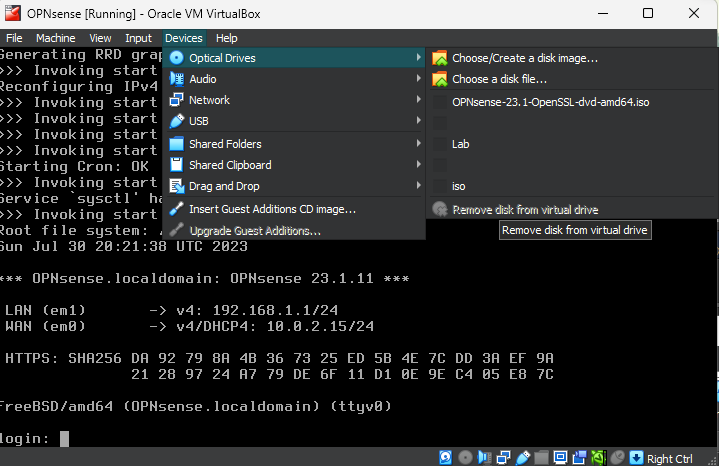 OPNsense [Running] - Oracle VM VirtualBox
File Machine View Input Devices Help
Generating RRD grap
>>> Invoking start
Reconfiguring IPv4
>>> Invoking start
>>> Invoking start
>>> Invoking start
>>> Invoking start
Starting Cron: OK
>>> Invoking start
Service `sysctl' ha
>>> Invoking start
Root file system: /
Sun Jul 30 20:21:38 UTC 2023
Optical Drives
Audio
Network
USB
Shared Folders
Shared Clipboard
Drag and Drop
Insert Guest Additions CD image...
Upgrade Guest Additions...
Choose/Create a disk image...
Choose a disk file...
OPNsense-23.1-OpenSSL-dvd-amd64.iso
Lab
iso
Remove disk from virtual drive
Remove disk from virtual drive
*** OPNsense.localdomain: OPNsense 23.1.11 ***
LAN (em1) -> v4: 192.168.1.1/24
WAN (em0) -> v4/DHCP4: 10.0.2.15/24
HTTPS: SHA256 DA 92 79 8A 4B 36 73 25 ED 5B 4E 7C DD 3A EF 9A
21 28 97 24 A7 79 DE 6F 11 D1 0E 9E C4 05 E8 7C
FreeBSD/amd64 (OPNsense.localdomain) (ttyv0)
login:
Right Ctrl